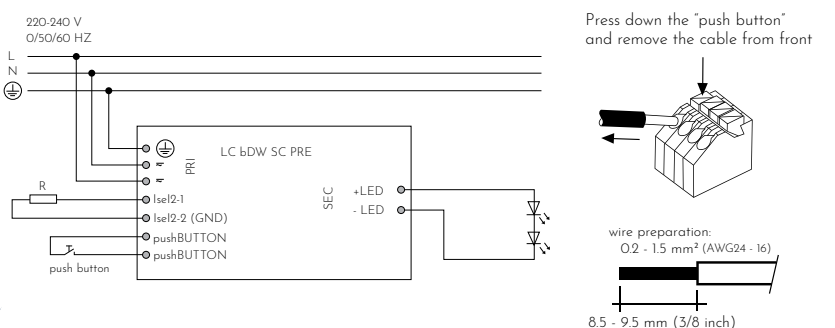 220-240 V
0/50/60 HZ
L
N
PRI
LC bDW SC PRE
R
Isel2-1
Isel2-2 (GND)
pushBUTTON
pushBUTTON
push button
SEC
+LED
- LED
Press down the "push button"
and remove the cable from front
wire preparation:
0.2 - 1.5 mm² (AWG24 - 16)
8.5 - 9.5 mm (3/8 inch)